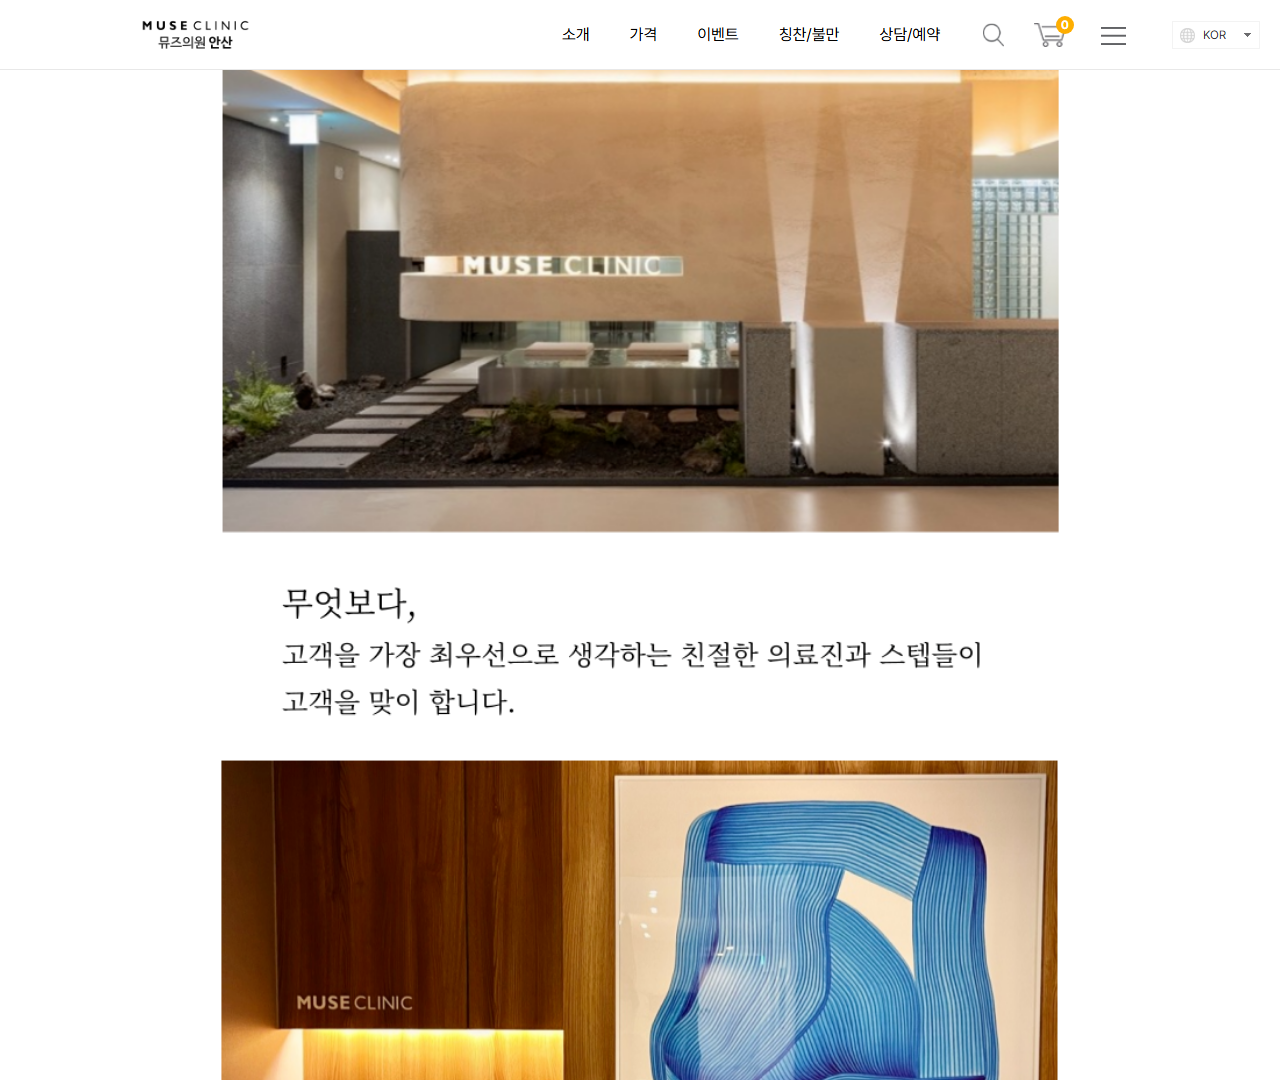 MUSE CLINIC
뮤즈의원 안산
소개
가격
이벤트
칭찬/불만
상담/예약
0
KOR
MUSE CLINIC
무엇보다,
고객을 가장 최우선으로 생각하는 친절한 의료진과 스텝들이
고객을 맞이 합니다.
MUSE CLINIC